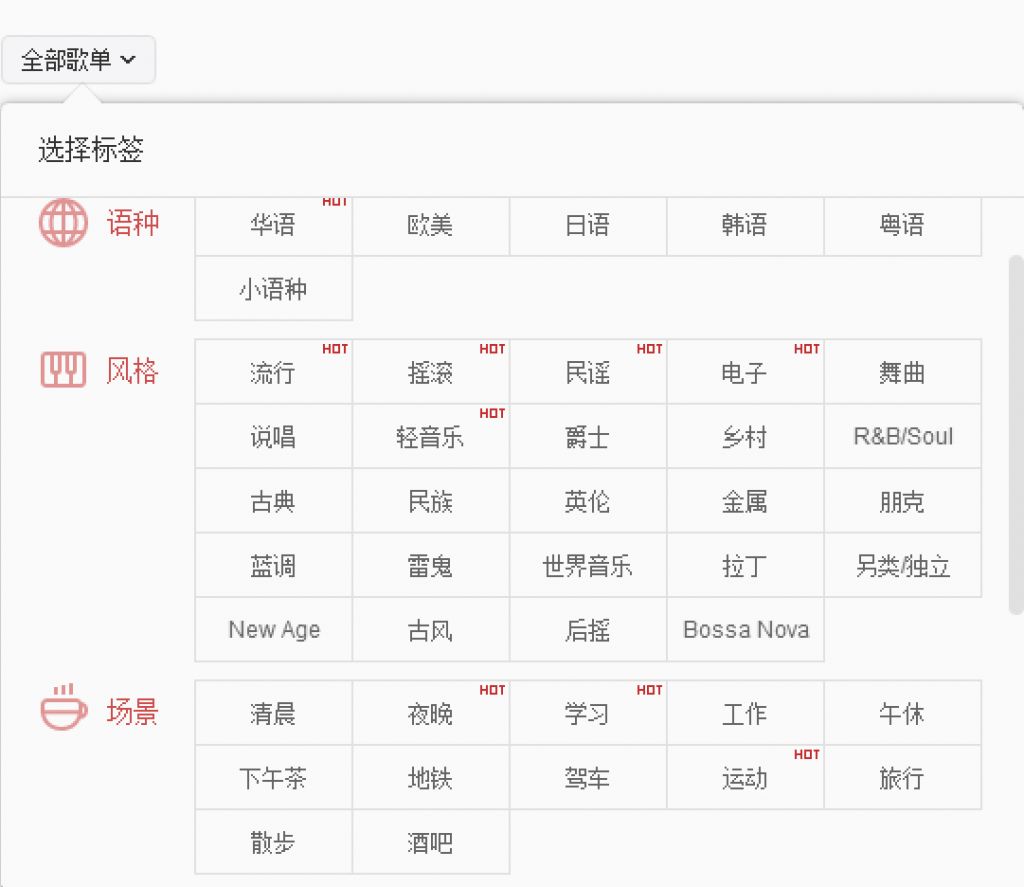 全部歌单
选择标签
HOT
语种 华语 欧美 日语 韩语 粤语
小语种
HOT HOT HOT HOT
风格 流行 摇滚 民谣 电子 舞曲
HOT
说唱 轻音乐 爵士 乡村 R&B/Soul
古典 民族 英伦 金属 朋克
蓝调 雷鬼 世界音乐 拉丁 另类/独立
New Age 古风 后摇 Bossa Nova
HOT HOT
场景 清晨 夜晚 学习 工作 午休
HOT
下午茶 地铁 驾车 运动 旅行
散步 酒吧